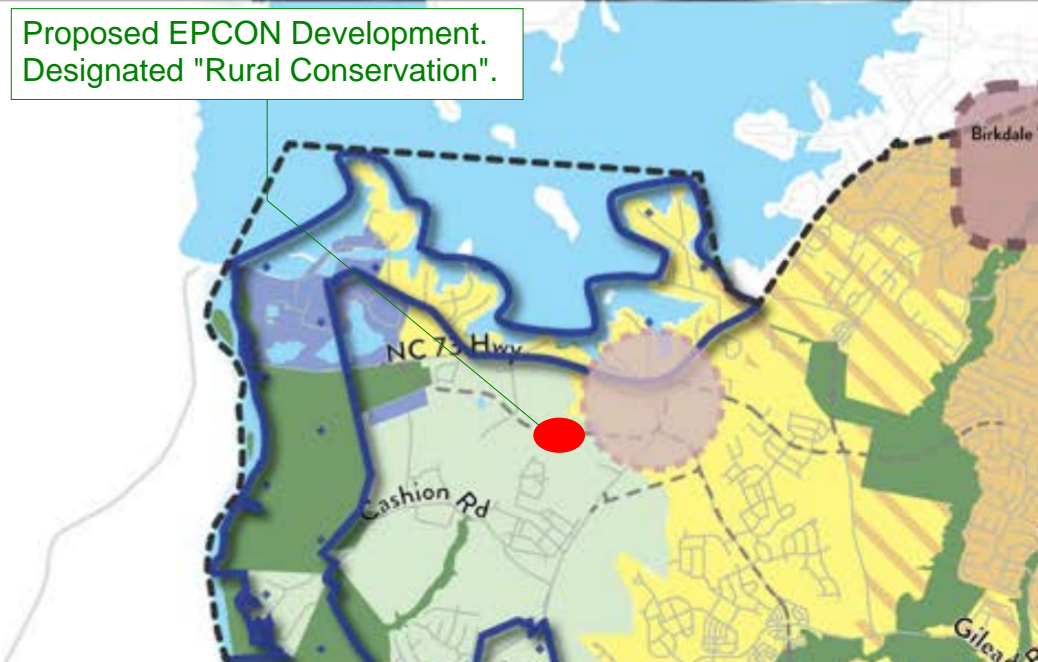 Proposed EPCON Development.
Designated "Rural Conservation".
Birkdale
NC 73 Hwy
Cashion Rd